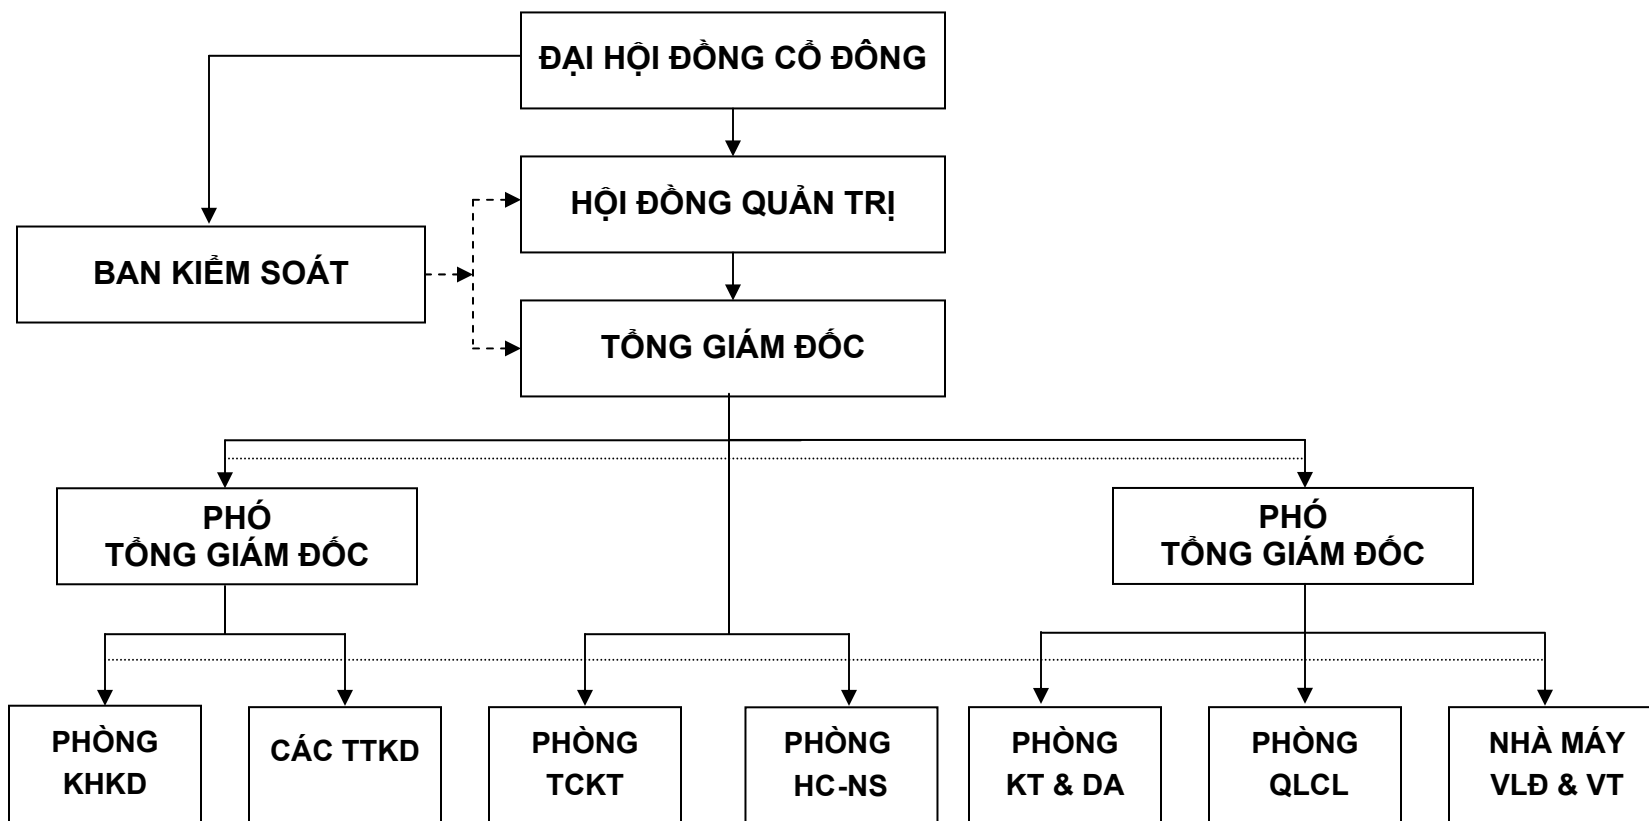 ĐẠI HỘI ĐỒNG CỔ ĐÔNG
HỘI ĐỒNG QUẢN TRỊ
BAN KIỂM SOÁT
TỔNG GIÁM ĐỐC
PHÓ
TỔNG GIÁM ĐỐC
PHÓ
TỔNG GIÁM ĐỐC
PHÒNG
KHKD
CÁC TTKD
PHÒNG
TCKT
PHÒNG
HC-NS
PHÒNG
KT & DA
PHÒNG
QLCL
NHÀ MÁY
VLĐ & VT